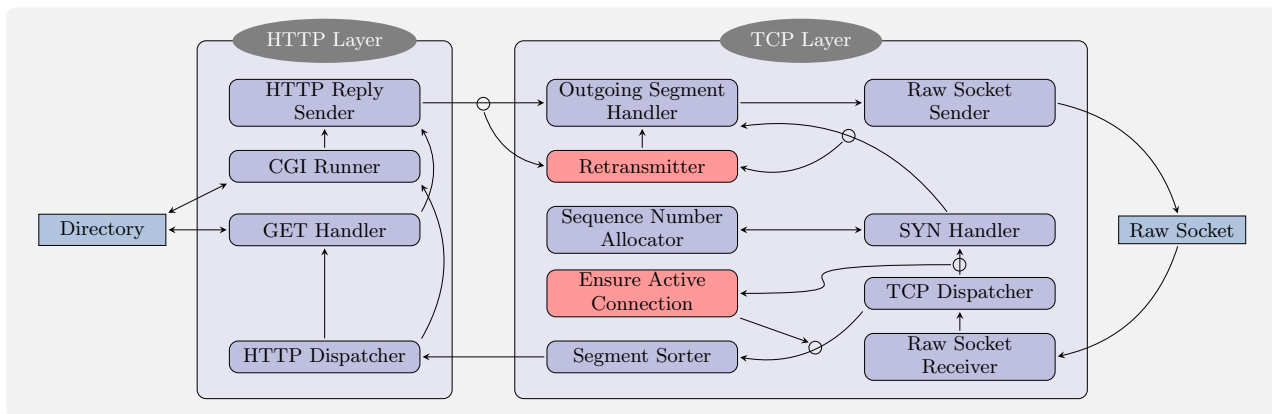 HTTP Layer
TCP Layer
HTTP Reply
Sender
Outgoing Segment
Handler
Raw Socket
Sender
CGI Runner
Retransmitter
Directory
GET Handler
Sequence Number
Allocator
SYN Handler
Raw Socket
Ensure Active
Connection
TCP Dispatcher
HTTP Dispatcher
Segment Sorter
Raw Socket
Receiver